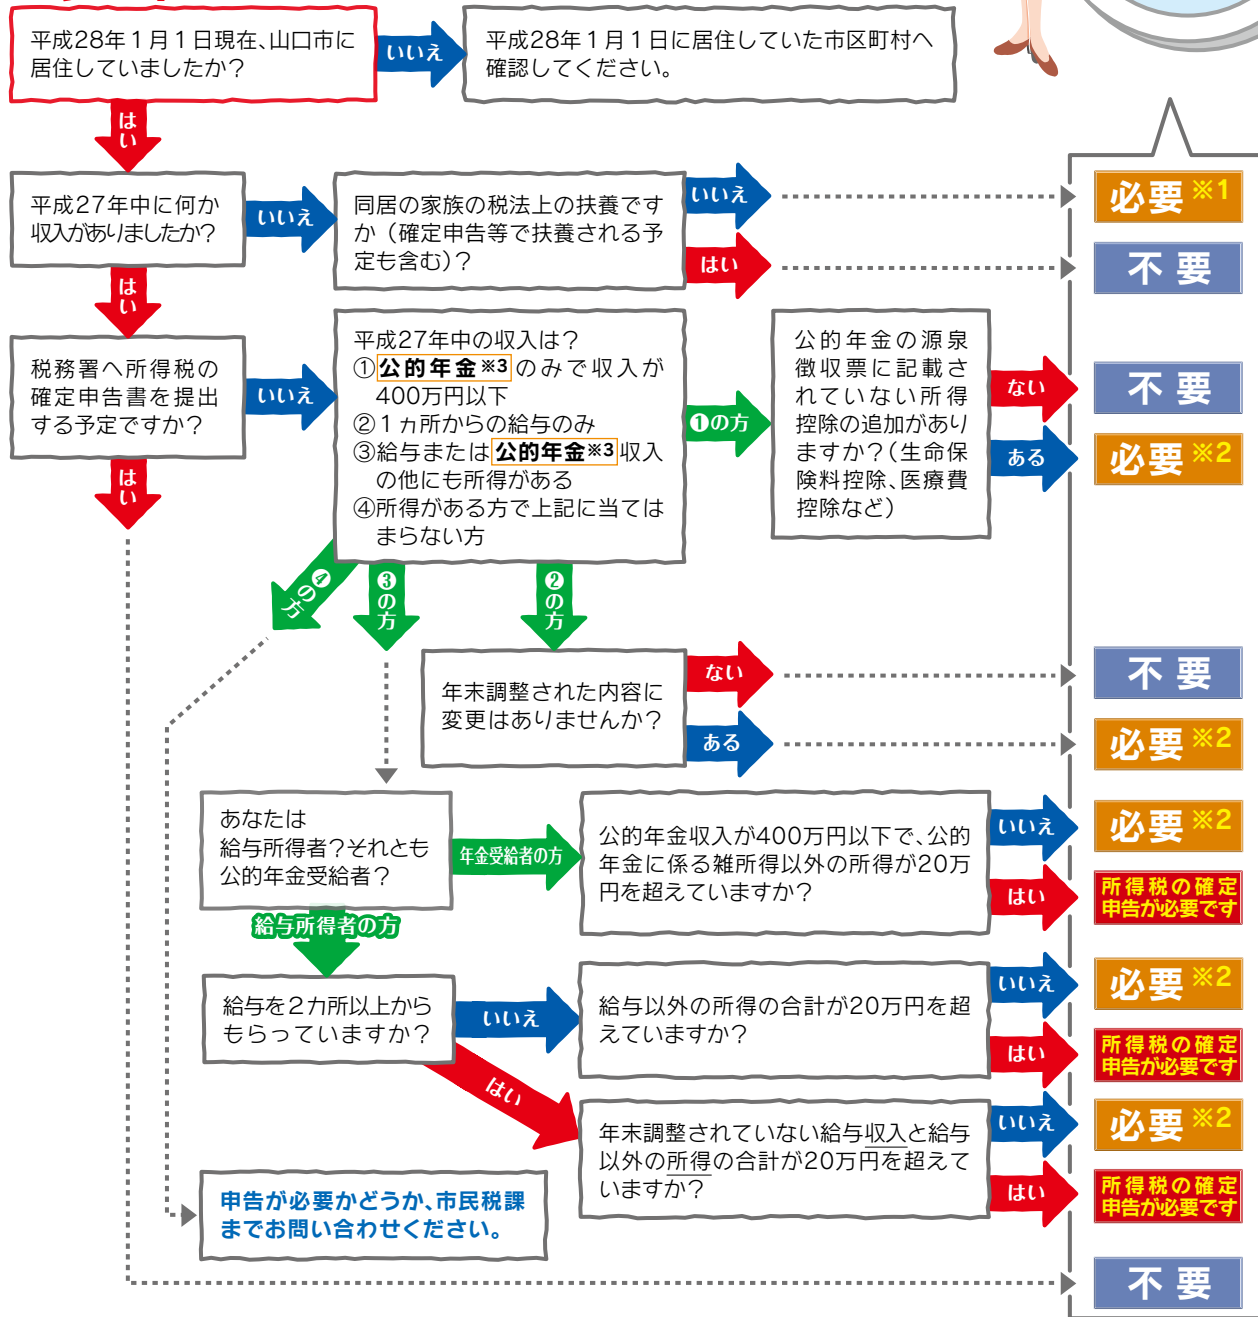 平成28年1月1日現在、山口市に
居住していましたか?
いいえ
平成28年1月1日に居住していた市区町村へ
確認してください。
はい
平成27年中に何か
収入がありましたか?
いいえ
同居の家族の税法上の扶養です
か（確定申告等で扶養される予
定も含む）?
いいえ
必要※1
はい
不要
はい
税務署へ所得税の
確定申告書を提出
する予定ですか?
いいえ
平成27年中の収入は?
①公的年金※3のみで収入が
400万円以下
②1ヵ所からの給与のみ
③給与または公的年金※3収入
の他にも所得がある
④所得がある方で上記に当ては
まらない方
❶の方
公的年金の源泉
徴収票に記載さ
れていない所得
控除の追加があり
ますか?（生命保
険料控除、医療費
控除など）
ない
不要
ある
必要※2
はい
❹の方
❸の方
❷の方
年末調整された内容に
変更はありませんか?
ない
不要
ある
必要※2
あなたは
給与所得者?それとも
公的年金受給者?
年金受給者の方
公的年金収入が400万円以下で、公的
年金に係る雑所得以外の所得が20万
円を超えていますか?
いいえ
必要※2
はい
所得税の確定
申告が必要です
給与所得者の方
給与を2カ所以上から
もらっていますか?
いいえ
給与以外の所得の合計が20万円を超
えていますか?
いいえ
必要※2
はい
所得税の確定
申告が必要です
はい
年末調整されていない給与収入と給与
以外の所得の合計が20万円を超えて
いますか?
いいえ
必要※2
はい
所得税の確定
申告が必要です
申告が必要かどうか、市民税課
までお問い合わせください。
不要